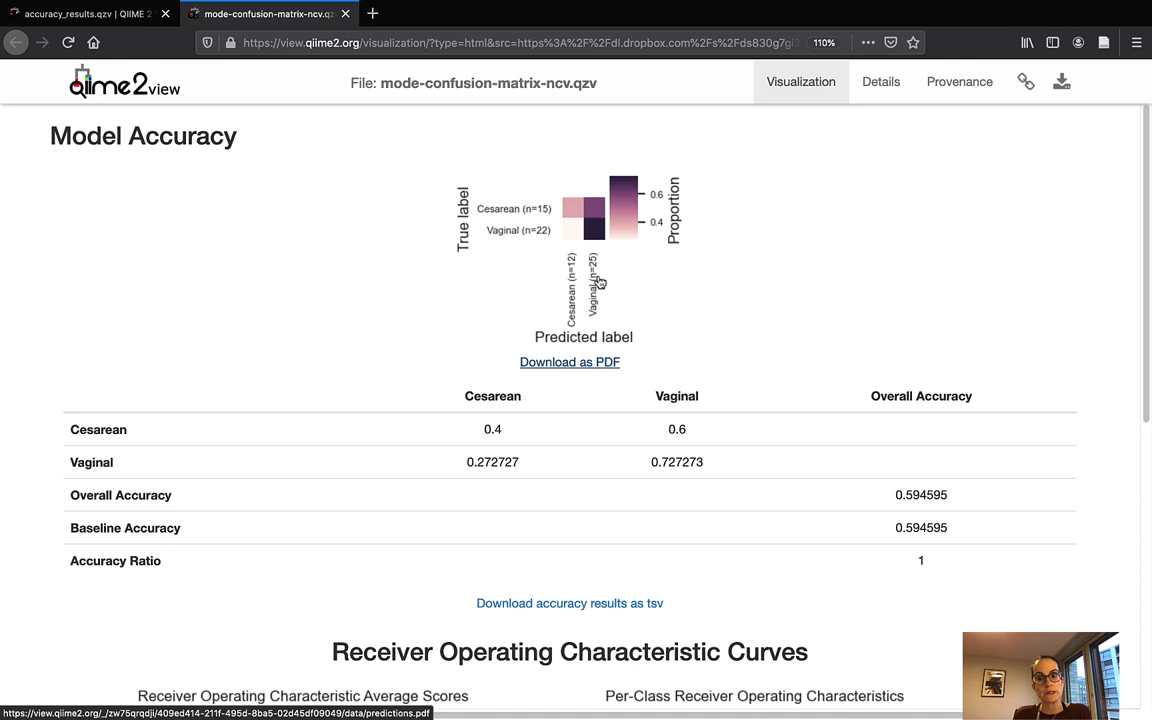 accuracy_results.qzv | QIIME 2
mode-confusion-matrix-ncv.qz
https://view.qiime2.org/visualization/?type=html&src=https%3A%2F%2Fdl.dropbox.com%2Fs%2Fds830g7gi
110%
qiime2view
File: mode-confusion-matrix-ncv.qzv
Visualization
Details
Provenance
Model Accuracy
True label
Cesarean (n=15)
Vaginal (n=22)
0.6
0.4
Proportion
Cesarean (n=12)
Vaginal (n=25)
Predicted label
Download as PDF
Cesarean Vaginal Overall Accuracy
Cesarean 0.4 0.6
Vaginal 0.272727 0.727273
Overall Accuracy 0.594595
Baseline Accuracy 0.594595
Accuracy Ratio 1
Download accuracy results as tsv
Receiver Operating Characteristic Curves
Receiver Operating Characteristic Average Scores
Per-Class Receiver Operating Characteristics
https://view.qiime2.org/_/zw75qrqdji/409ed414-211f-495d-8ba5-02d45df09049/data/predictions.pdf